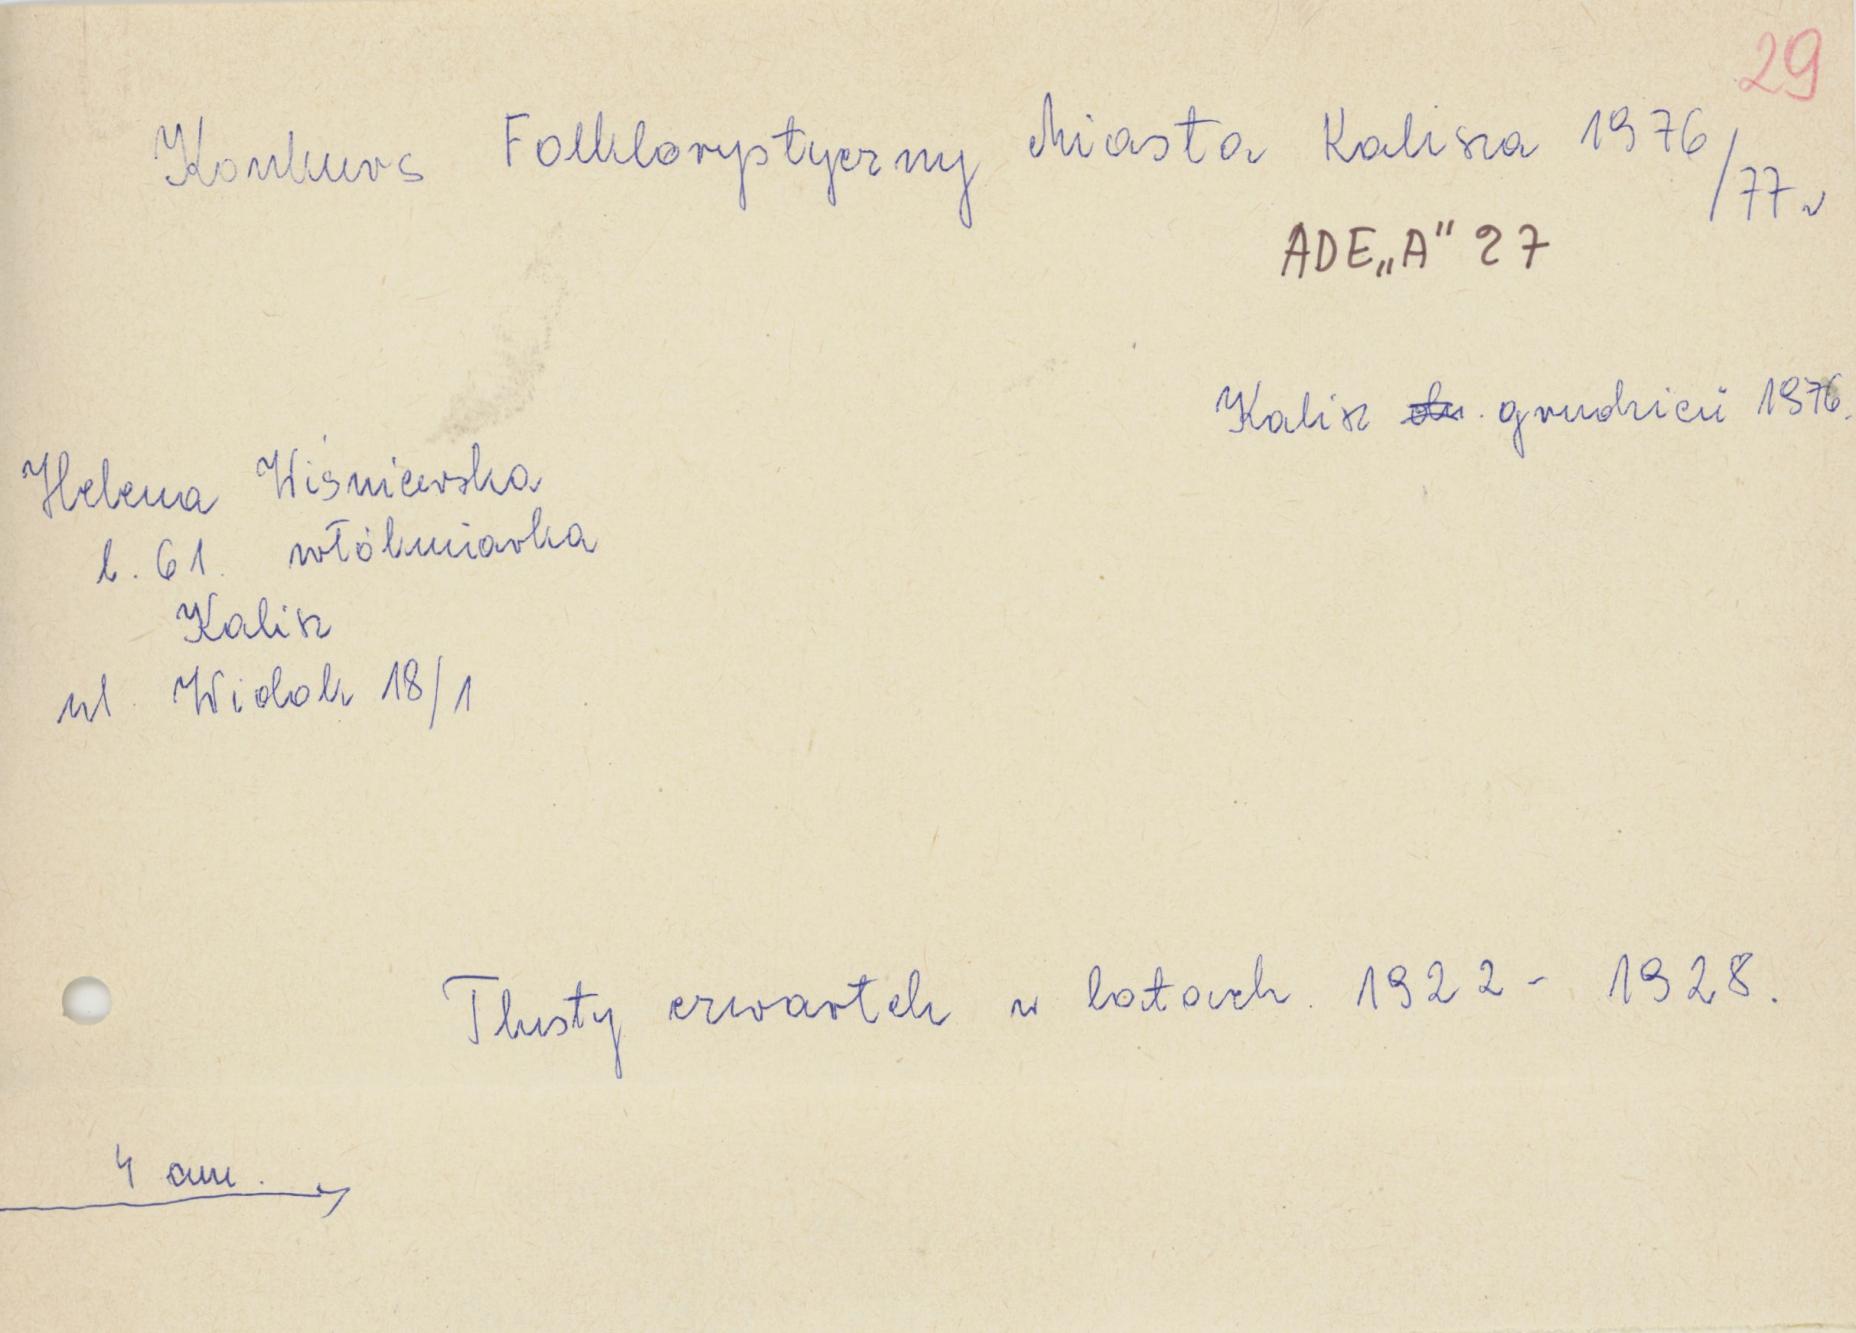 29
Konkurs Folklorystyczny Miasta Kalisza 1976/77 r
ADE „A" 27
Kalisz grudzień 1976.
Helena Wiśniewska
l. 61. włókniarka
Kalisz
ul. Widok 18/1
Tłusty czwartek w latach. 1922 - 1928.
4